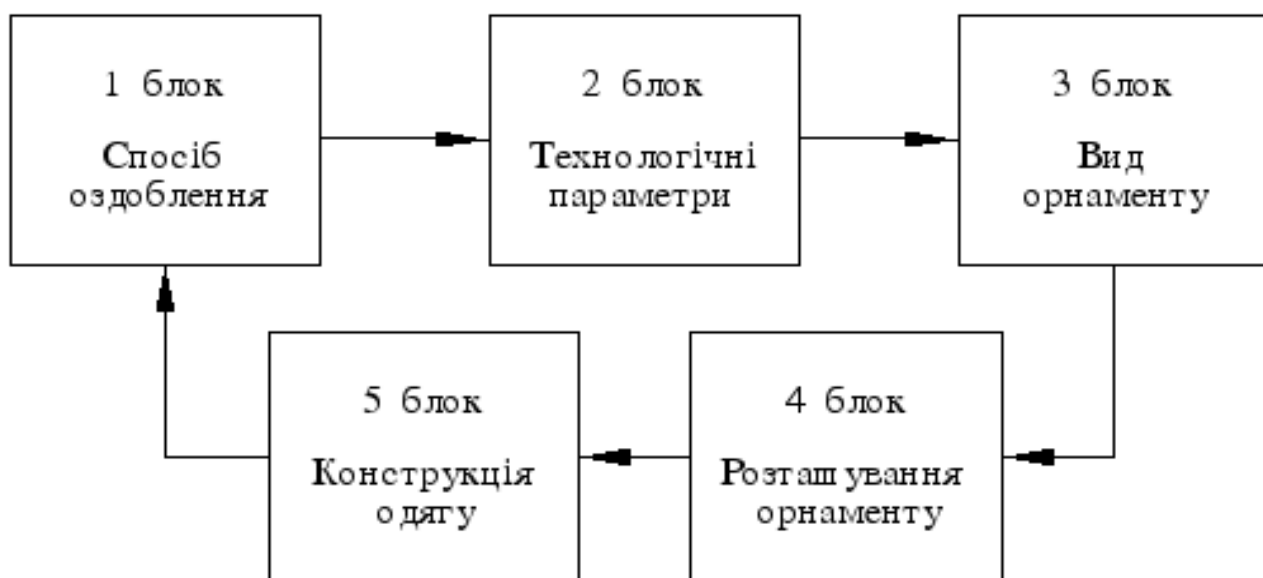 1 блок
Спосіб
оздоблення
2 блок
Технологічні
параметри
3 блок
Вид
орнаменту
4 блок
Розташування
орнаменту
5 блок
Конструкція
одягу